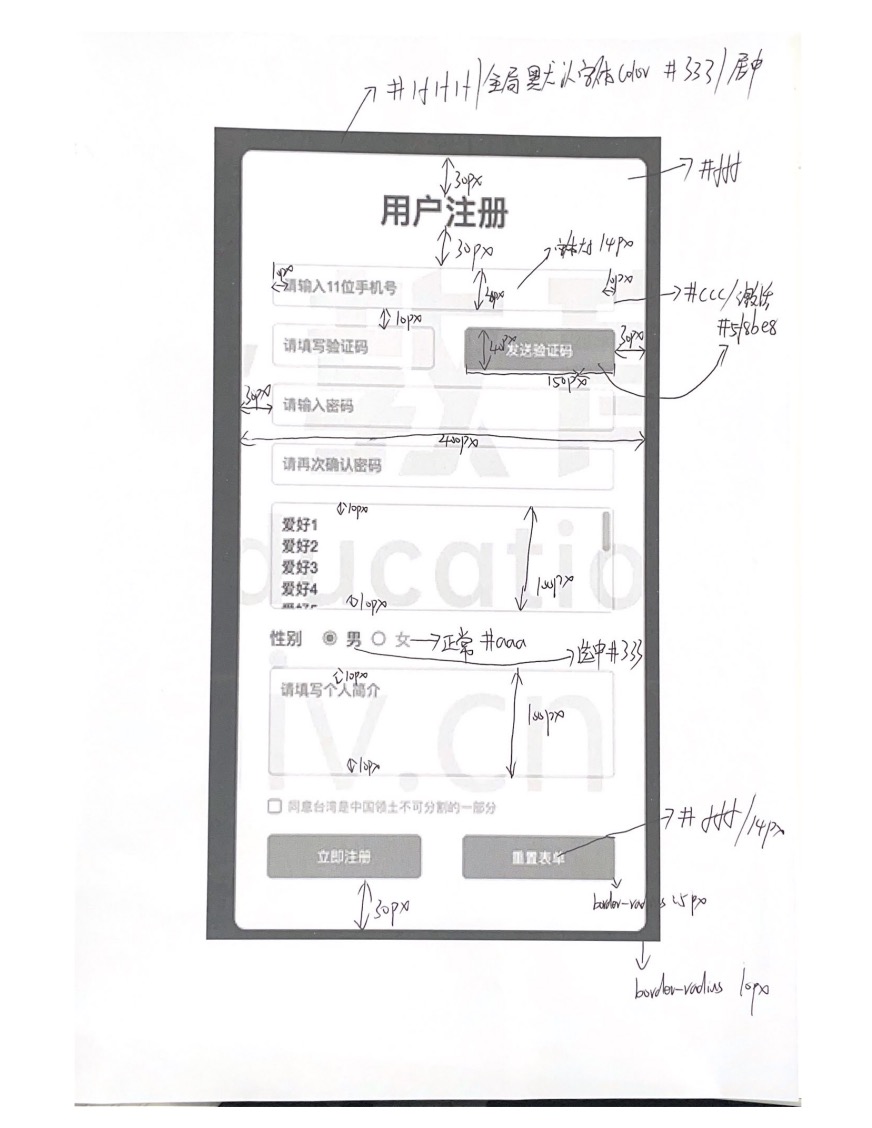 #1f1f1f/全局默认字体color #333/居中
#fff
30px
用户注册
30px
字体大小 14px
10px
请输入11位手机号
40px
10px
#ccc/激活
#5f8be8
10px
请填写验证码
40px
发送验证码
30px
150px
30px
请输入密码
400px
请再次确认密码
10px
爱好1
爱好2
爱好3
爱好4
100px
10px
性别 男 女
正常 #aaa
选中#333
10px
请填写个人简介
100px
10px
同意台湾是中国领土不可分割的一部分
#fff/14px
立即注册
重置表单
30px
border-radius 5px
border-radius 10px